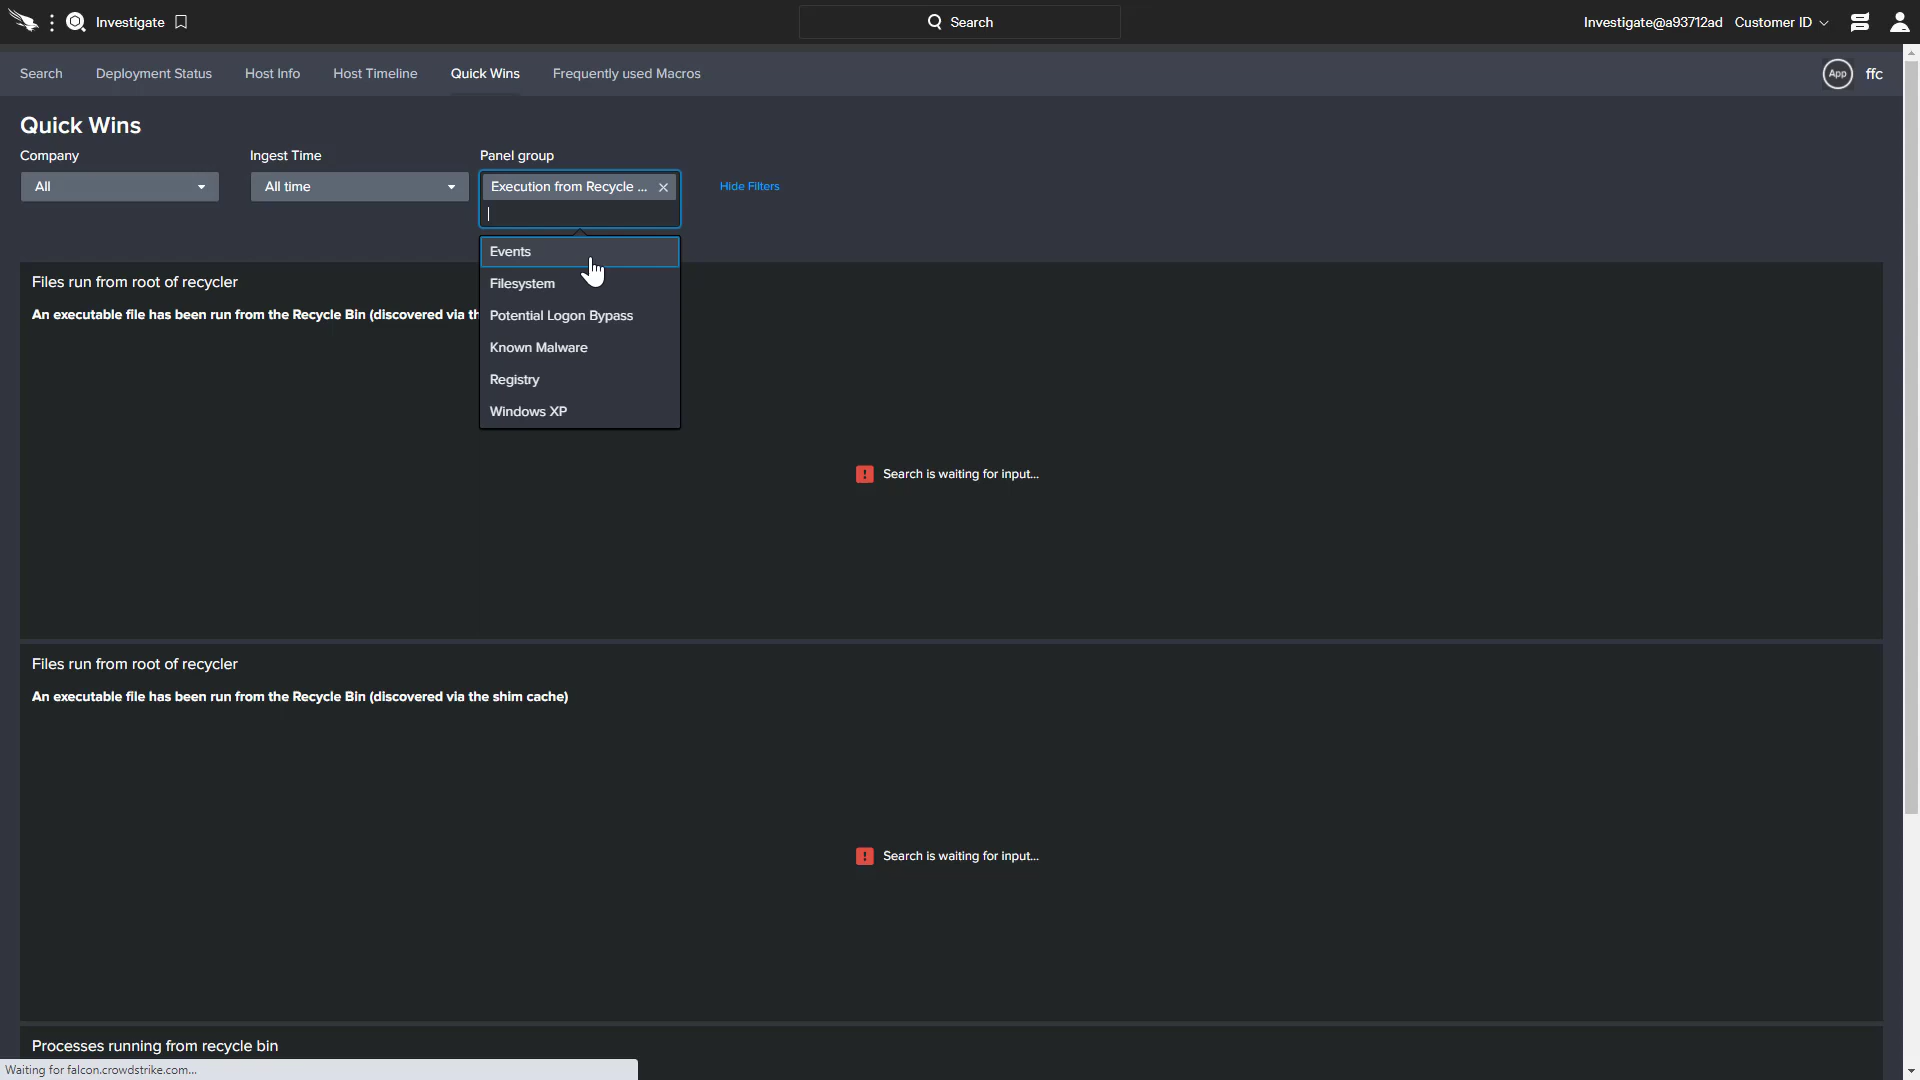 Investigate
Search
Investigate@a93712ad Customer ID
Search Deployment Status Host Info Host Timeline Quick Wins Frequently used Macros
App ffc
Quick Wins
Company Ingest Time Panel group
All All time Execution from Recycle ... Hide Filters
Events
Filesystem
Potential Logon Bypass
Known Malware
Registry
Windows XP
Files run from root of recycler
An executable file has been run from the Recycle Bin (discovered via th
Search is waiting for input...
Files run from root of recycler
An executable file has been run from the Recycle Bin (discovered via the shim cache)
Search is waiting for input...
Processes running from recycle bin
Waiting for falcon.crowdstrike.com...